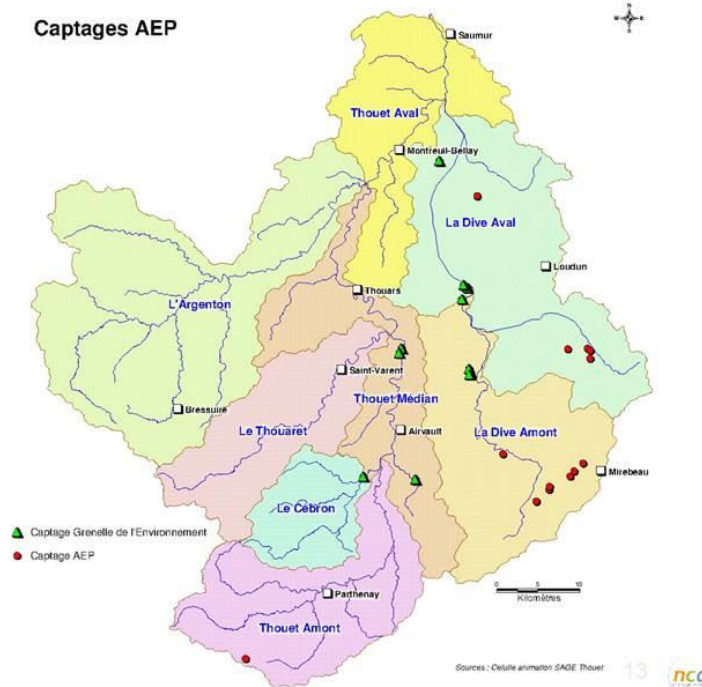 Captages AEP
N
W E
S
Saumur
Thouet Aval
Montreuil-Bellay
La Dive Aval
Loudun
L'Argenton
Thouars
Saint-Varent
Thouet Médian
Bressuire
Le Thouaret
Airvault
La Dive Amont
Mirebeau
Le Cébron
Captage Grenelle de l'Environnement
Captage AEP
0 5 10
Kilomètres
Parthenay
Thouet Amont
Sources : Cellule animation SAGE Thouet
13